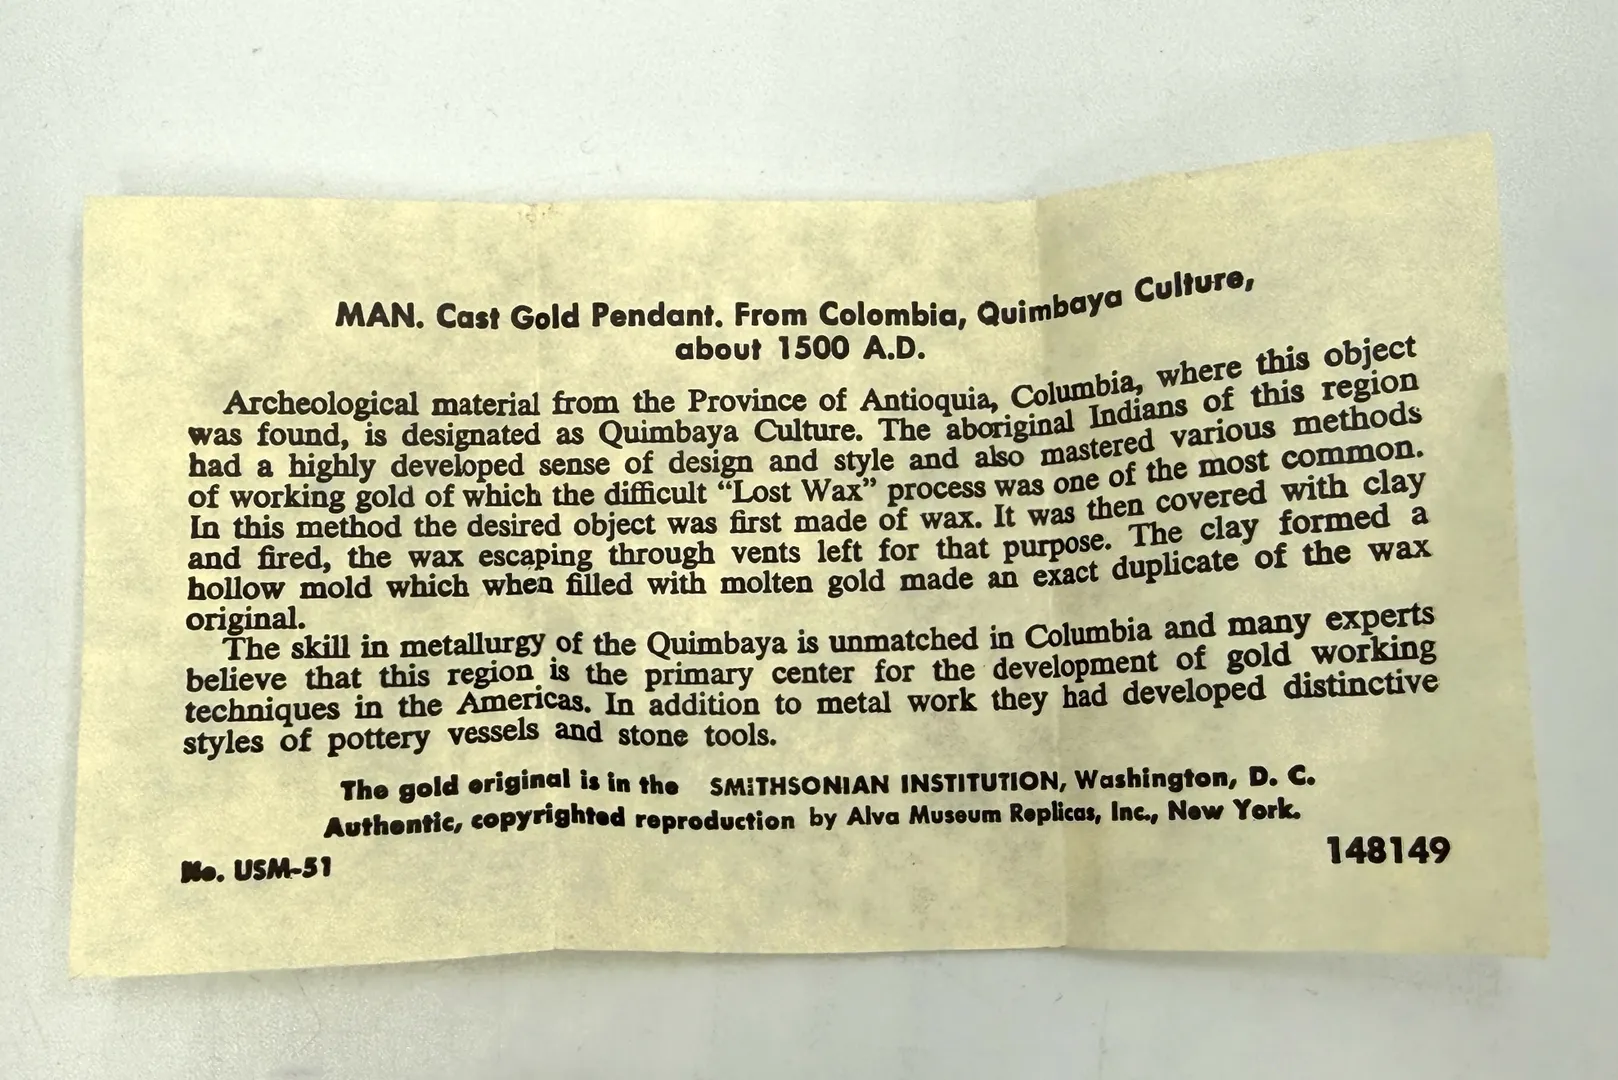 MAN. Cast Gold Pendant. From Colombia, Quimbaya Culture,
about 1500 A.D.
Archeological material from the Province of Antioquia, Columbia, where this object
was found, is designated as Quimbaya Culture. The aboriginal Indians of this region
had a highly developed sense of design and style and also mastered various methods
of working gold of which the difficult “Lost Wax” process was one of the most common.
In this method the desired object was first made of wax. It was then covered with clay
and fired, the wax escaping through vents left for that purpose. The clay formed a
hollow mold which when filled with molten gold made an exact duplicate of the wax
original.
The skill in metallurgy of the Quimbaya is unmatched in Columbia and many experts
believe that this region is the primary center for the development of gold working
techniques in the Americas. In addition to metal work they had developed distinctive
styles of pottery vessels and stone tools.
The gold original is in the SMITHSONIAN INSTITUTION, Washington, D. C.
Authentic, copyrighted reproduction by Alva Museum Replicas, Inc., New York.
No. USM-51
148149